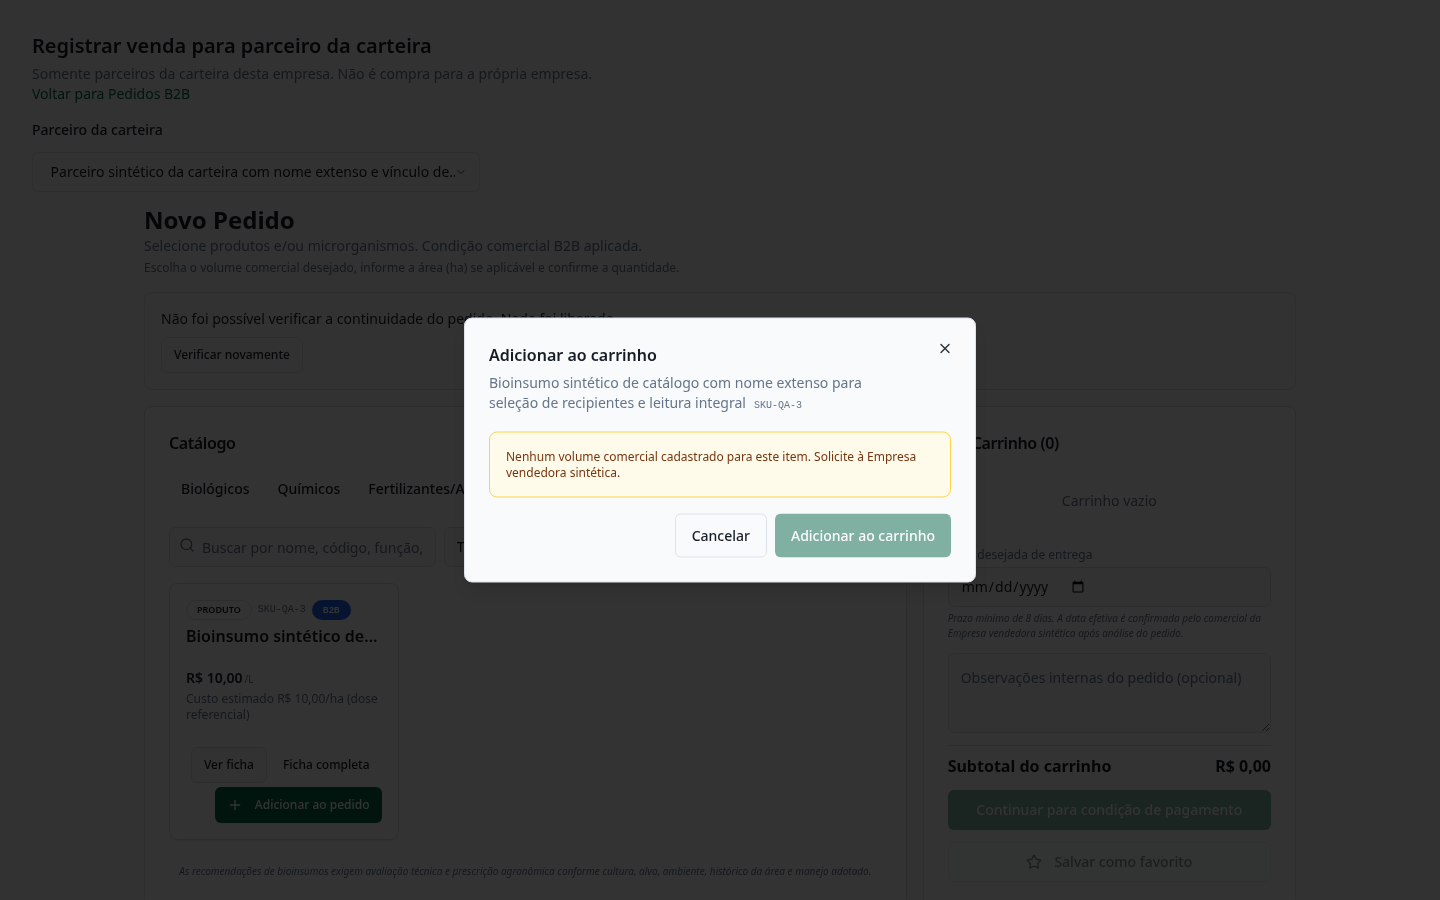 Registrar venda para parceiro da carteira
Somente parceiros da carteira desta empresa. Não é compra para a própria empresa.
Voltar para Pedidos B2B
Parceiro da carteira
Parceiro sintético da carteira com nome extenso e vínculo de..
Novo Pedido
Selecione produtos e/ou microrganismos. Condição comercial B2B aplicada.
Escolha o volume comercial desejado, informe a área (ha) se aplicável e confirme a quantidade.
Não foi possível verificar a continuidade do pedido. Nada foi liberado.
Verificar novamente
Adicionar ao carrinho
Bioinsumo sintético de catálogo com nome extenso para
seleção de recipientes e leitura integral SKU-QA-3
Nenhum volume comercial cadastrado para este item. Solicite à Empresa
vendedora sintética.
Cancelar
Adicionar ao carrinho
Catálogo
Biológicos
Químicos
Fertilizantes/A
Buscar por nome, código, função,
T
PRODUTO SKU-QA-3 B2B
Bioinsumo sintético de...
R$ 10,00 /L
Custo estimado R$ 10,00/ha (dose
referencial)
Ver ficha
Ficha completa
Adicionar ao pedido
As recomendações de bioinsumos exigem avaliação técnica e prescrição agronômica conforme cultura, alvo, ambiente, histórico da área e manejo adotado.
Carrinho (0)
Carrinho vazio
desejada de entrega
mm/dd/yyyy
Prazo mínimo de 8 dias. A data efetiva é confirmada pelo comercial da
Empresa vendedora sintética após análise do pedido.
Observações internas do pedido (opcional)
Subtotal do carrinho R$ 0,00
Continuar para condição de pagamento
Salvar como favorito